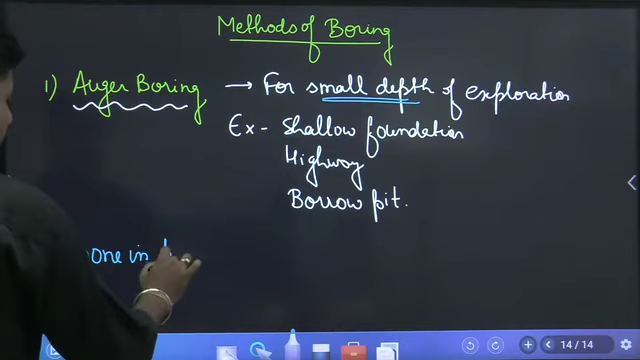 Methods of Boring
1) Auger Boring → For small depth of exploration
Ex - Shallow foundation
Highway
Borrow pit.
one in
14/14